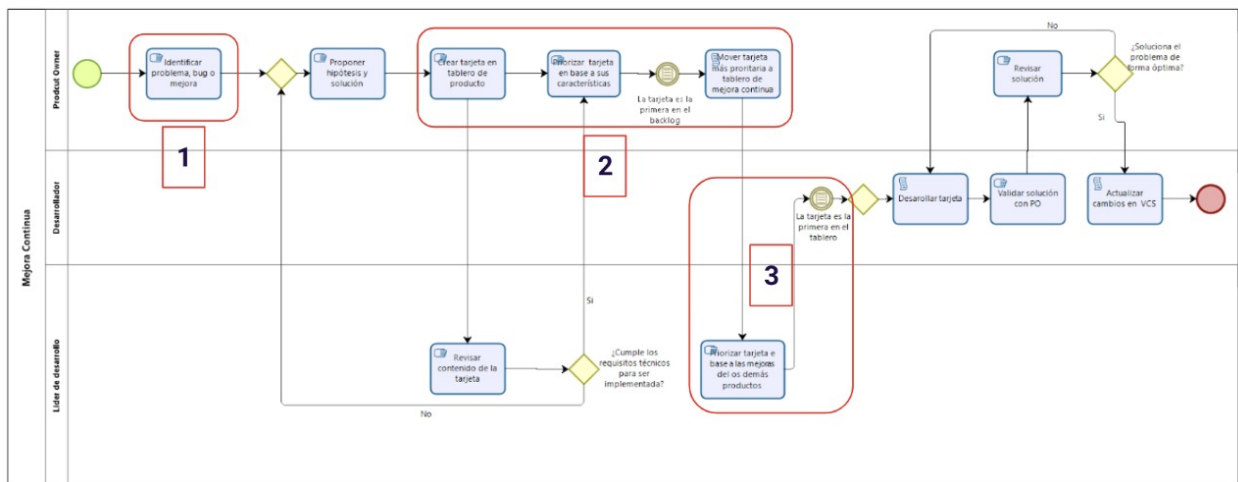 Mejora Continua
Product Owner
Identificar
problema, bug o
mejora
1
Proponer
hipótesis y
solución
Crear tarjeta en
tablero de
producto
Priorizar tarjeta
en base a sus
características
La tarjeta es la
primera en el
backlog
Mover tarjeta
más proritaria a
tablero de
mejora continua
2
Revisar
solución
No
¿Soluciona el
problema de
forma óptima?
Si
Desarrollador
La tarjeta es la
primera en el
tablero
Desarollar tarjeta
Validar solución
con PO
Actualizar
cambios en VCS
3
Lider de desarrollo
Revisar
contenido de la
tarjeta
Si
¿Cumple los
requisitos técnicos
para ser
implementada?
No
Priorizar tarjeta e
base a las mejoras
del os demás
productos